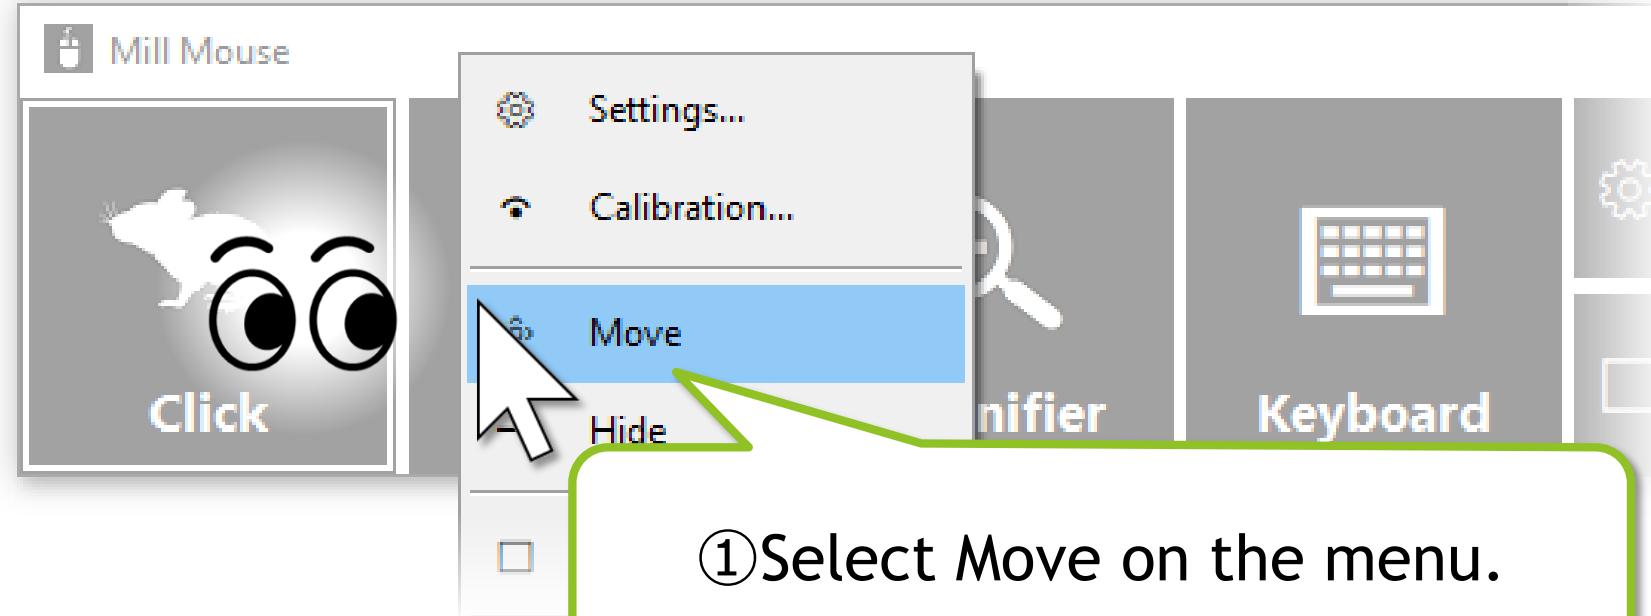 Mill Mouse
Settings...
Calibration...
Move
Hide
Click
nifier
Keyboard
①Select Move on the menu.